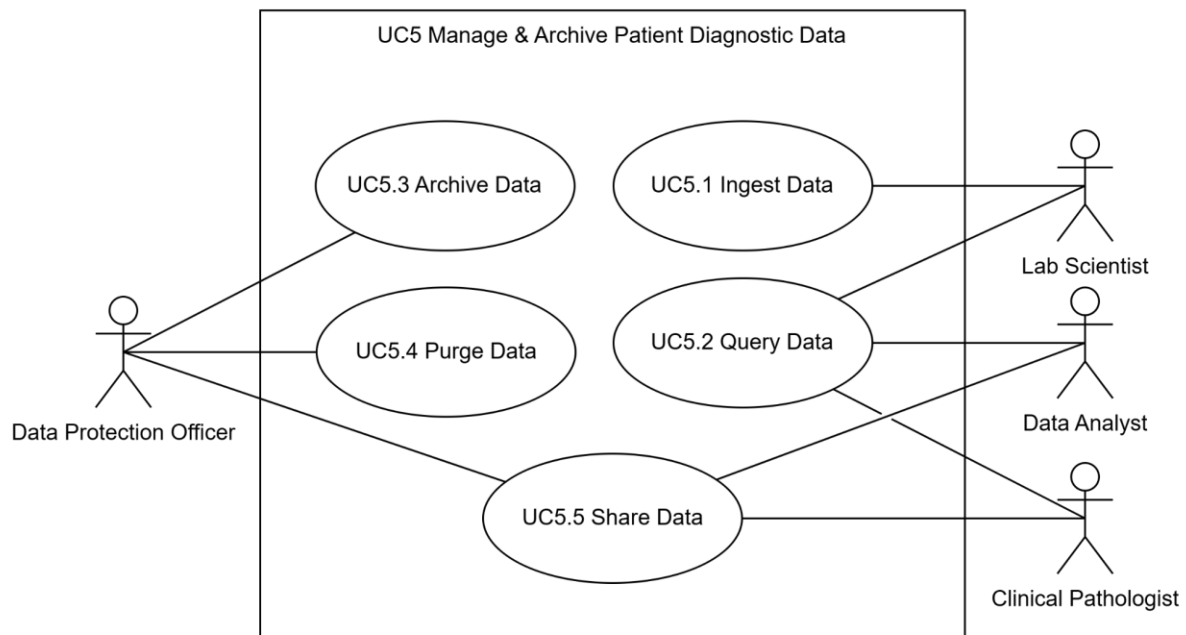 UC5 Manage & Archive Patient Diagnostic Data
UC5.3 Archive Data
UC5.1 Ingest Data
Lab Scientist
UC5.4 Purge Data
UC5.2 Query Data
Data Protection Officer
Data Analyst
UC5.5 Share Data
Clinical Pathologist